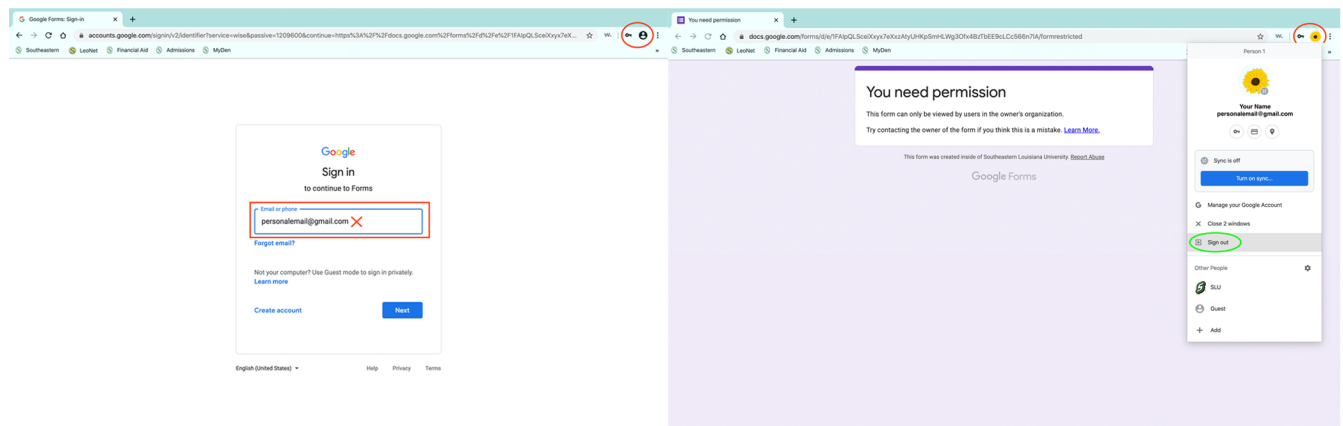 Google Forms: Sign-in
accounts.google.com/signin/v2/identifier?service=wise&passive=1209600&continue=https%3A%2F%2Fdocs.google.com%2Fforms%2Fd%2Fe%2F1FAIpQLSceiXxyx7eX...
Southeastern LeoNet Financial Aid Admissions MyDen
Google
Sign in
to continue to Forms
Email or phone
personalemail@gmail.com
Forgot email?
Not your computer? Use Guest mode to sign in privately.
Learn more
Create account Next
English (United States) Help Privacy Terms
You need permission
docs.google.com/forms/d/e/1FAIpQLSceiXxyx7eXxzAtyUHKpSmHLWg3Ofx4BzTbEE9cLCc566n7IA/formrestricted
Southeastern LeoNet Financial Aid Admissions MyDen
You need permission
This form can only be viewed by users in the owner's organization.
Try contacting the owner of the form if you think this is a mistake. Learn More.
This form was created inside of Southeastern Louisiana University. Report Abuse
Google Forms
Person 1
Your Name
personalemail@gmail.com
Sync is off
Turn on sync...
Manage your Google Account
Close 2 windows
Sign out
Other People
SLU
Guest
Add